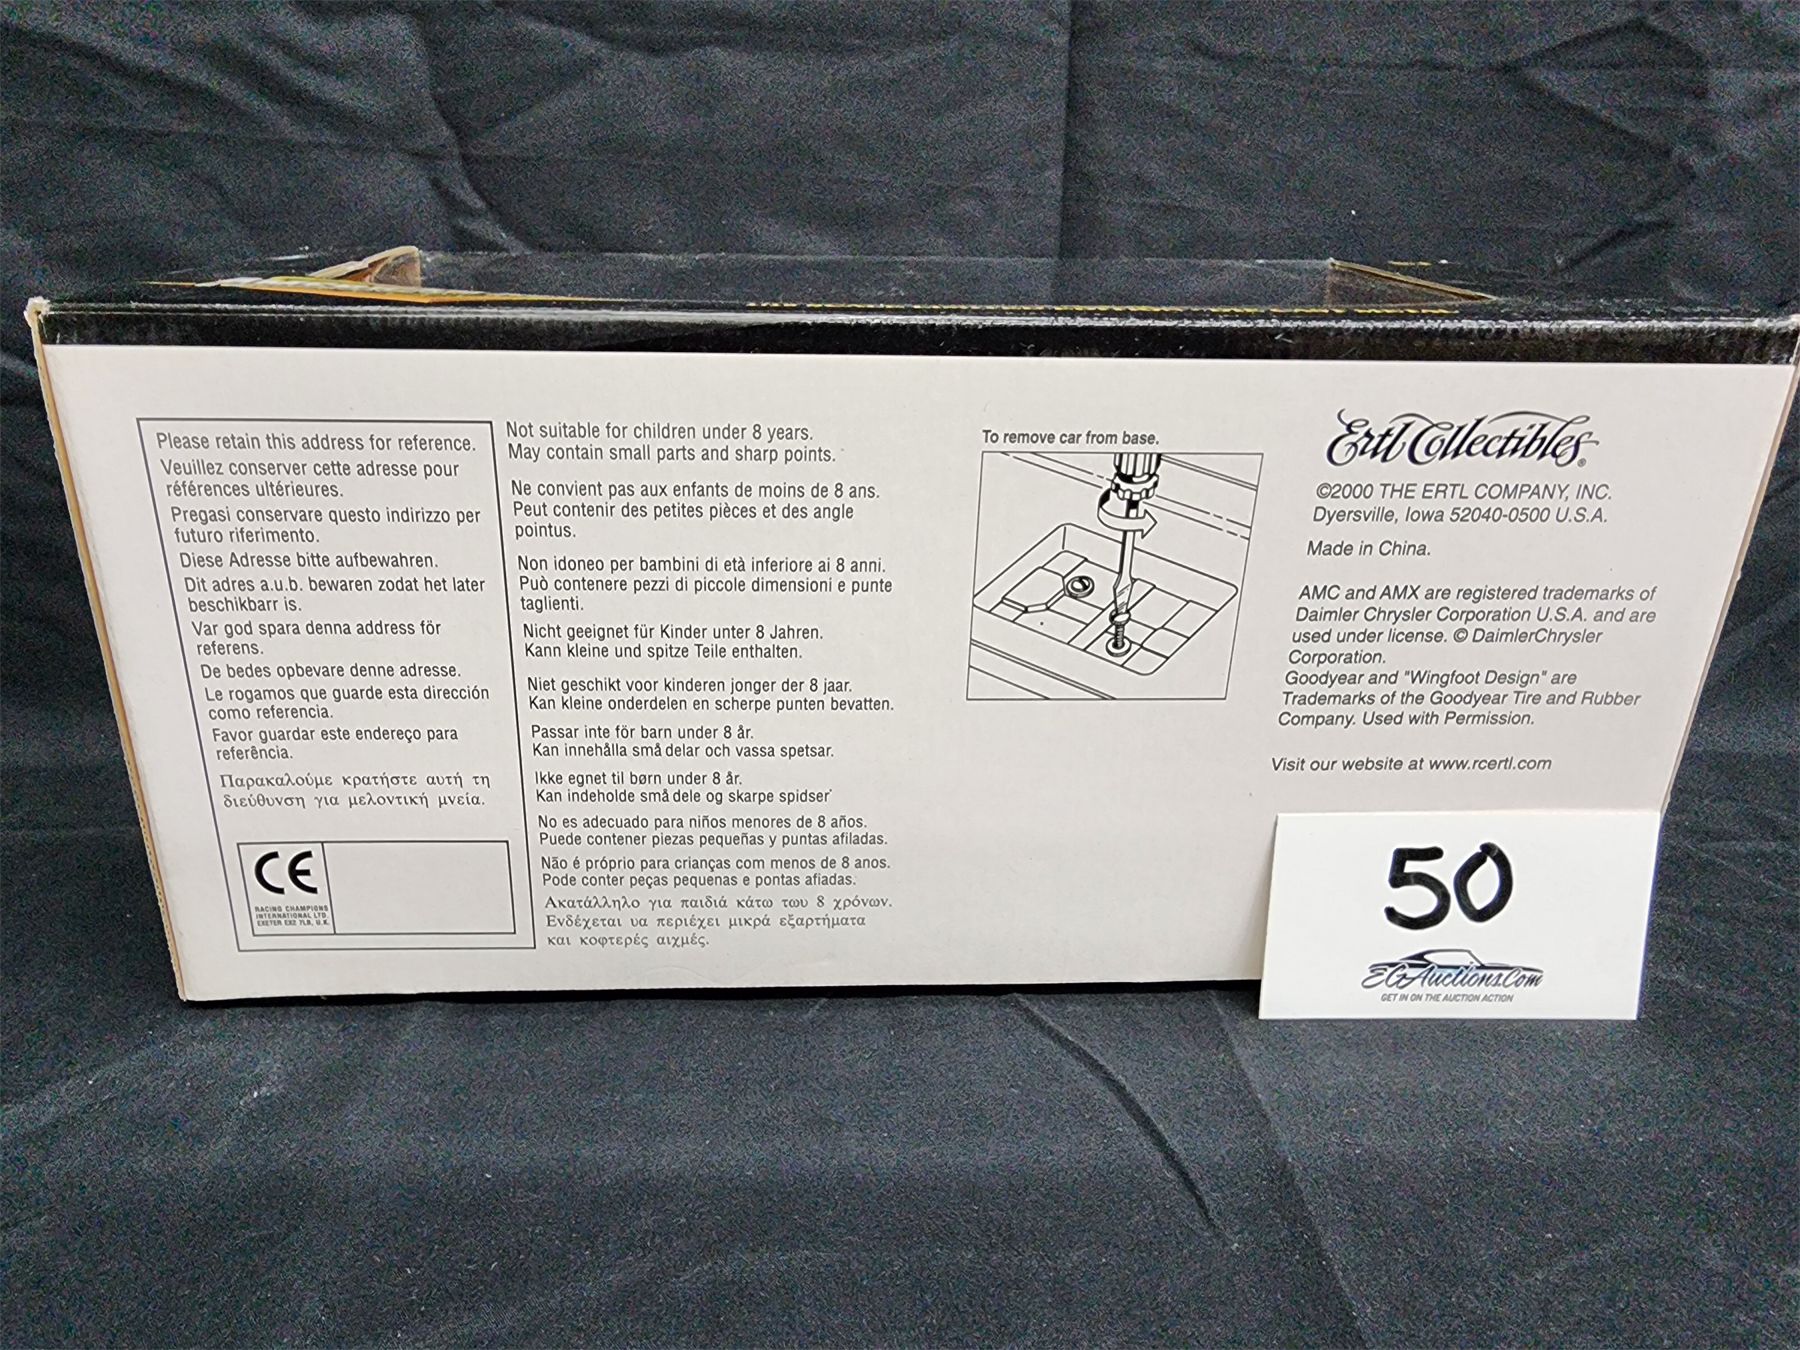 Please retain this address for reference.
Veuillez conserver cette adresse pour
références ultérieures.
Pregasi conservare questo indirizzo per
futuro riferimento.
Diese Adresse bitte aufbewahren.
Dit adres a.u.b. bewaren zodat het later
beschikbarr is.
Var god spara denna address för
referens.
De bedes opbevare denne adresse.
Le rogamos que guarde esta dirección
como referencia.
Favor guardar este endereço para
referência.
Παρακαλούμε κρατήστε αυτή τη
διεύθυνση για μελοντική μνεία.
CE
RACING CHAMPIONS
INTERNATIONAL LTD.
EXETER EX2 7LB, U.K.
Not suitable for children under 8 years.
May contain small parts and sharp points.
Ne convient pas aux enfants de moins de 8 ans.
Peut contenir des petites pièces et des angle
pointus.
Non idoneo per bambini di età inferiore ai 8 anni.
Può contenere pezzi di piccole dimensioni e punte
taglienti.
Nicht geeignet für Kinder unter 8 Jahren.
Kann kleine und spitze Teile enthalten.
Niet geschikt voor kinderen jonger der 8 jaar.
Kan kleine onderdelen en scherpe punten bevatten.
Passar inte för barn under 8 år.
Kan innehålla små delar och vassa spetsar.
Ikke egnet til børn under 8 år.
Kan indeholde små dele og skarpe spidser
No es adecuado para niños menores de 8 años.
Puede contener piezas pequeñas y puntas afiladas.
Não é próprio para crianças com menos de 8 anos.
Pode conter peças pequenas e pontas afiadas.
Ακατάλληλο για παιδιά κάτω του 8 χρόνων.
Ενδέχεται υα περιέχει μικρά εξαρτήματα
και κοφτερές αιχμές.
To remove car from base.
Ertl Collectibles®
©2000 THE ERTL COMPANY, INC.
Dyersville, Iowa 52040-0500 U.S.A.
Made in China.
AMC and AMX are registered trademarks of
Daimler Chrysler Corporation U.S.A. and are
used under license. © DaimlerChrysler
Corporation.
Goodyear and "Wingfoot Design" are
Trademarks of the Goodyear Tire and Rubber
Company. Used with Permission.
Visit our website at www.rcertl.com
50
EGAuctions.Com
GET IN ON THE AUCTION ACTION